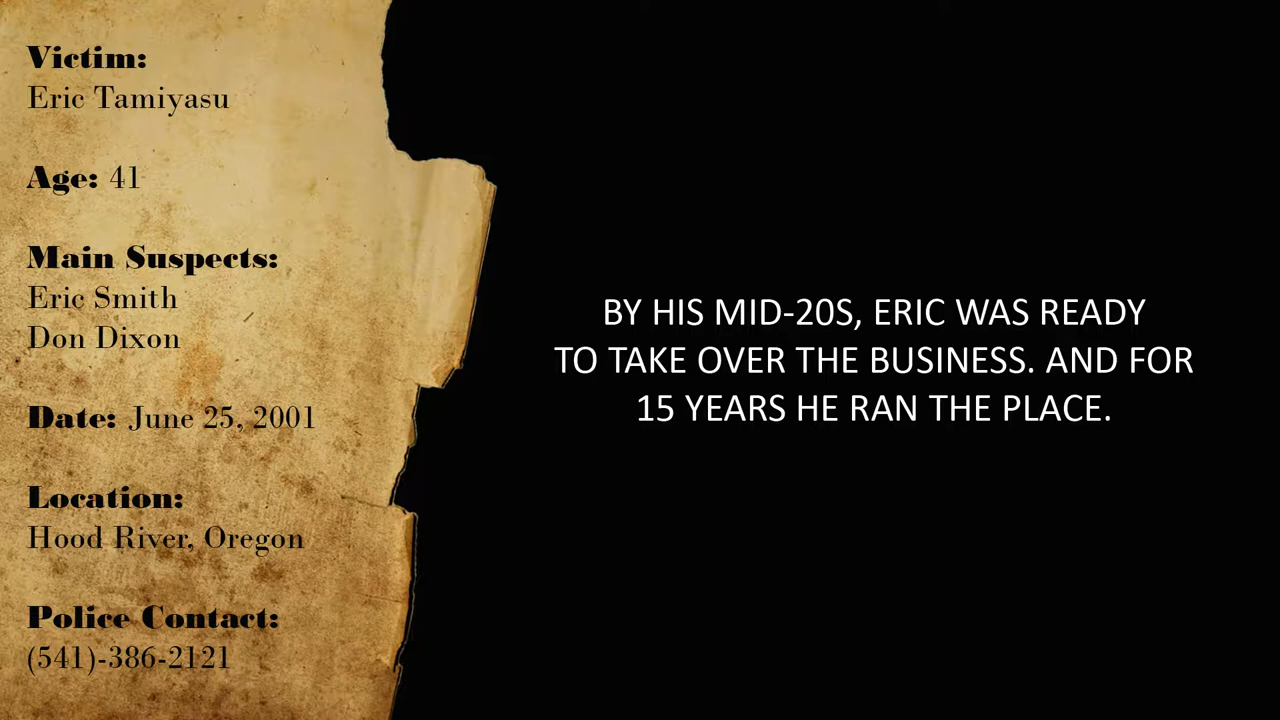 Victim:
Eric Tamiyasu
Age: 41
Main Suspects:
Eric Smith
Don Dixon
Date: June 25, 2001
Location:
Hood River, Oregon
Police Contact:
(541)-386-2121
BY HIS MID-20S, ERIC WAS READY
TO TAKE OVER THE BUSINESS. AND FOR
15 YEARS HE RAN THE PLACE.